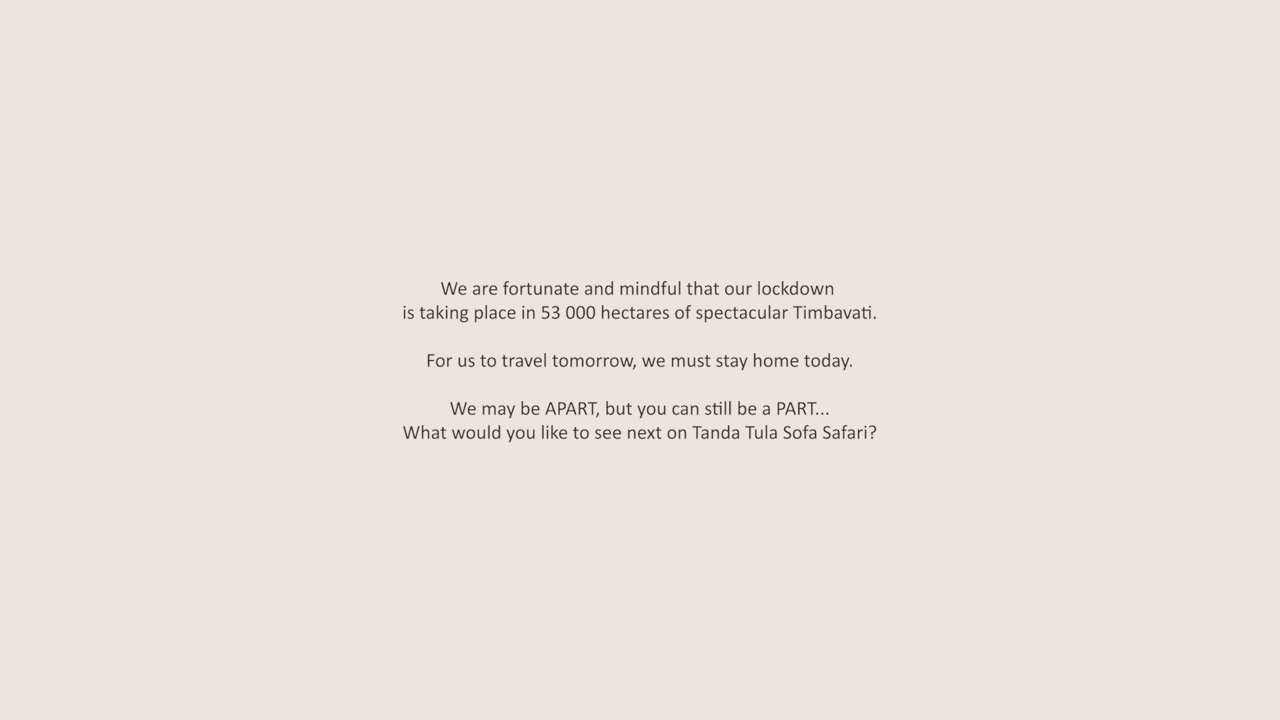 We are fortunate and mindful that our lockdown
is taking place in 53 000 hectares of spectacular Timbavati.
For us to travel tomorrow, we must stay home today.
We may be APART, but you can still be a PART...
What would you like to see next on Tanda Tula Sofa Safari?